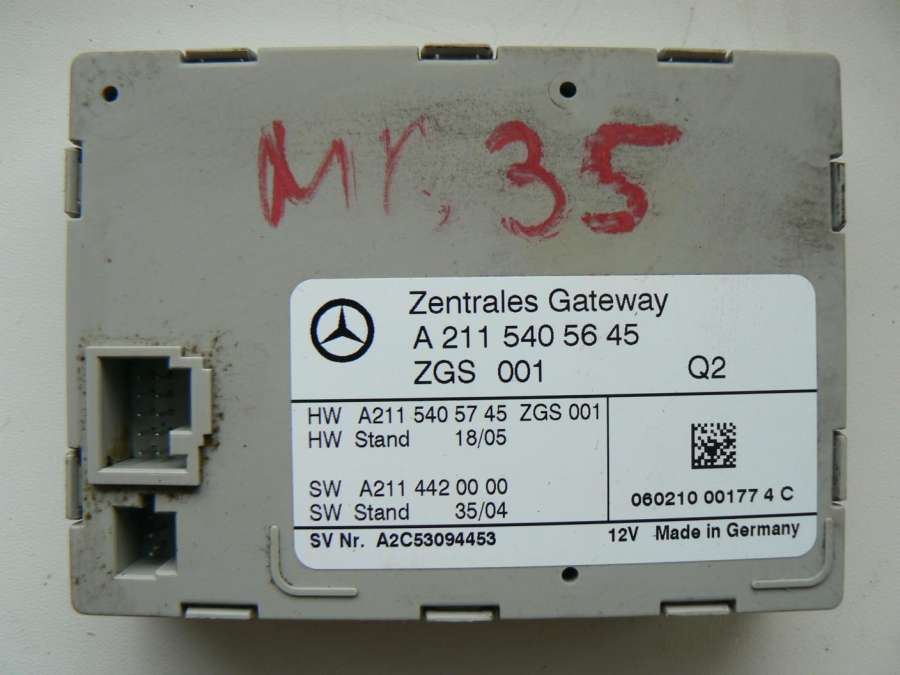 Mr. 35
Zentrales Gateway
A 211 540 56 45
ZGS 001 Q2
HW A211 540 57 45 ZGS 001
HW Stand 18/05
SW A211 442 00 00
SW Stand 35/04
060210 00177 4 C
SV Nr. A2C53094453
12V Made in Germany